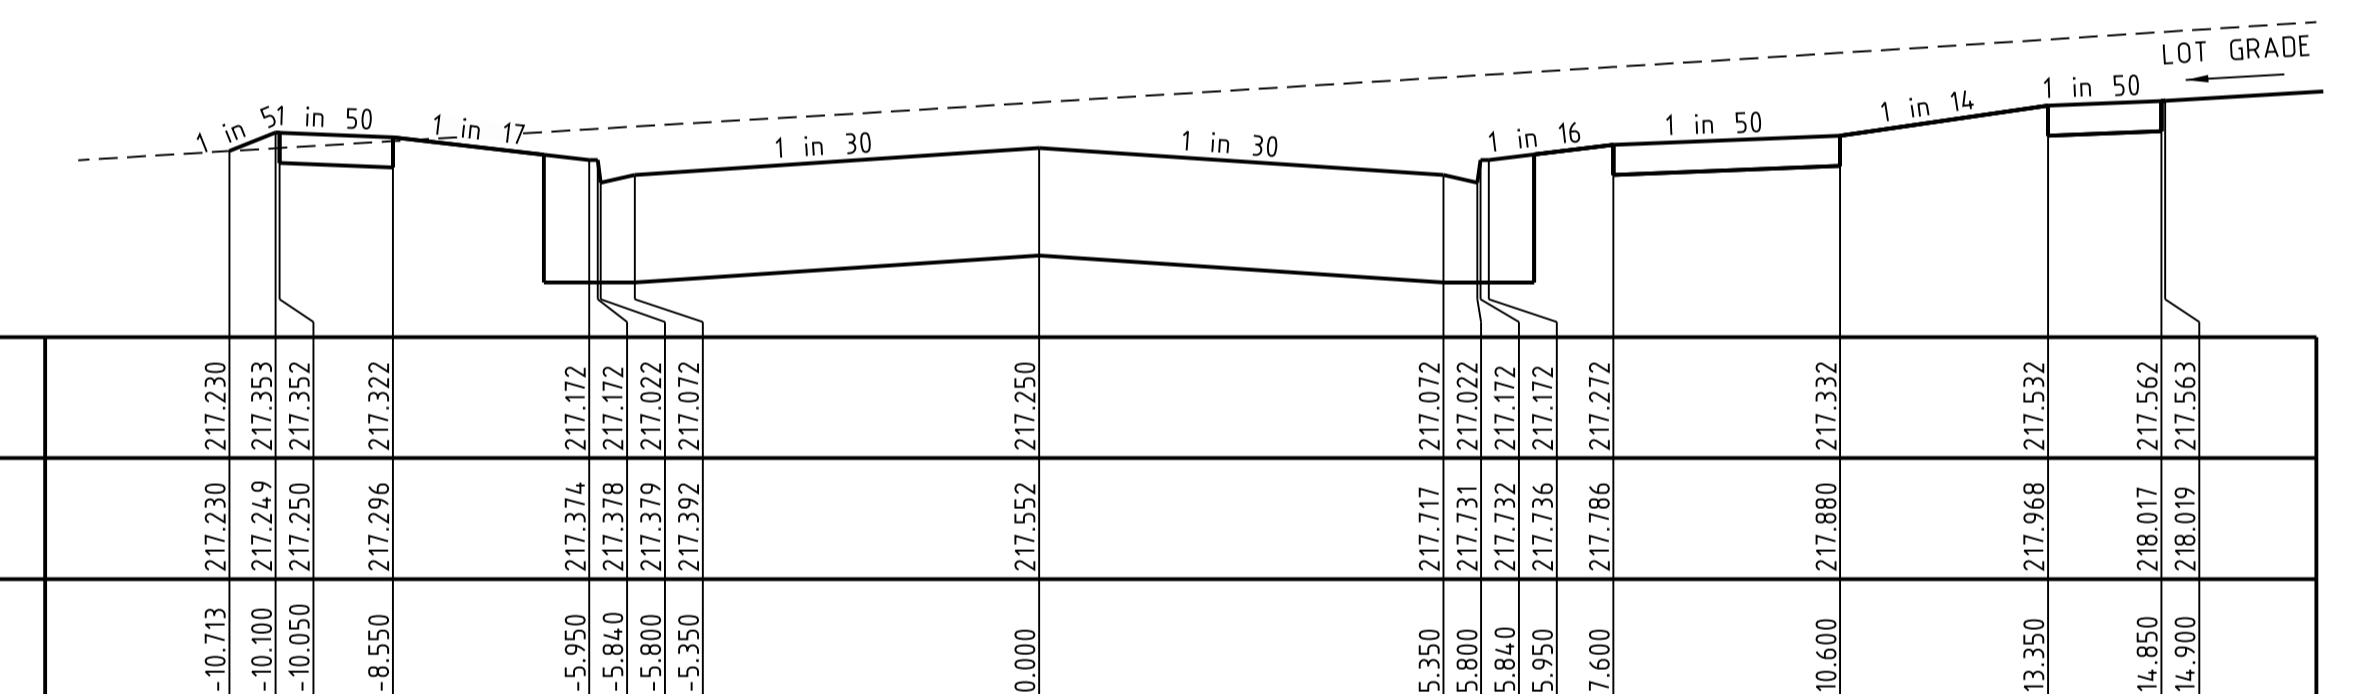 LOT GRADE
1 in 5
1 in 50
1 in 17
1 in 30
1 in 30
1 in 16
1 in 50
1 in 14
1 in 50
217.230 217.353 217.352 217.322 217.172 217.172 217.022 217.072 217.250 217.072 217.022 217.172 217.172 217.272 217.332 217.532 217.562 217.563
217.230 217.249 217.250 217.296 217.374 217.378 217.379 217.392 217.552 217.717 217.731 217.732 217.736 217.786 217.880 217.968 218.017 218.019
-10.713 -10.100 -10.050 -8.550 -5.950 -5.840 -5.800 -5.350 0.000 5.350 5.800 5.840 5.950 7.600 10.600 13.350 14.850 14.900